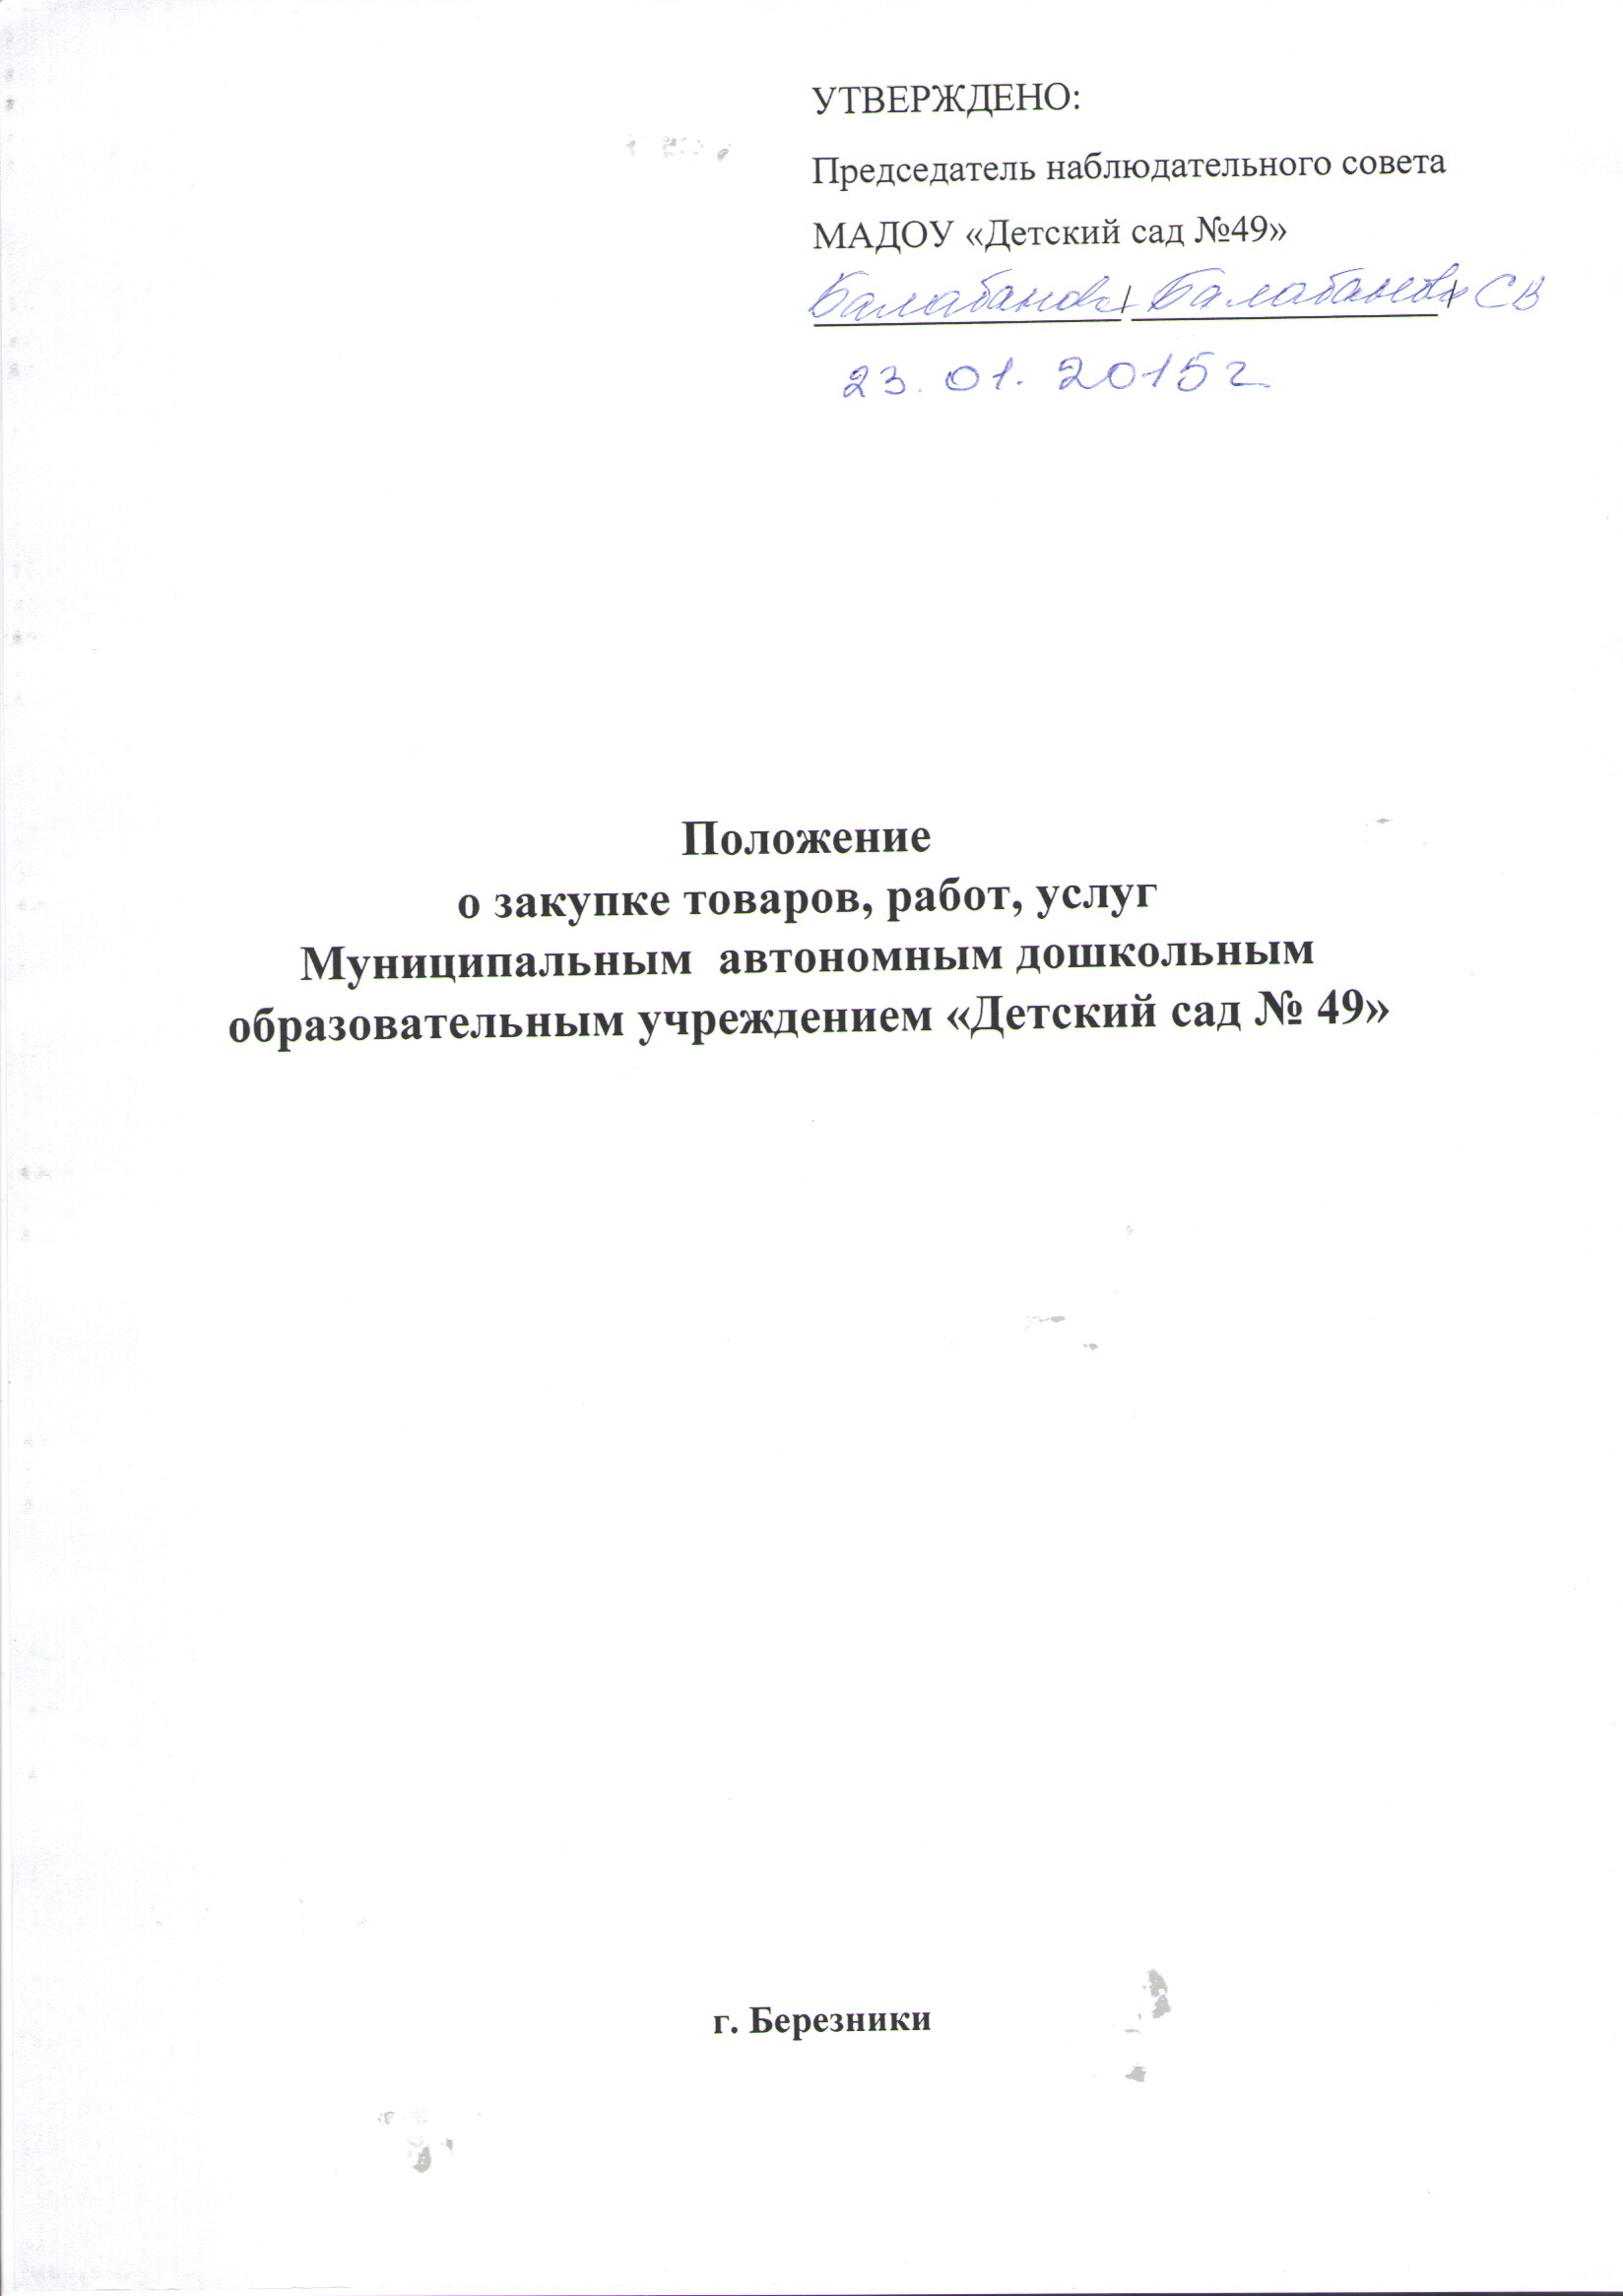 УТВЕРЖДЕНО:
Председатель наблюдательного совета
МАДОУ «Детский сад №49»
Балабанова / Балабанова / СВ
23.01.2015г
Положение
о закупке товаров, работ, услуг
Муниципальным автономным дошкольным
образовательным учреждением «Детский сад № 49»
г. Березники